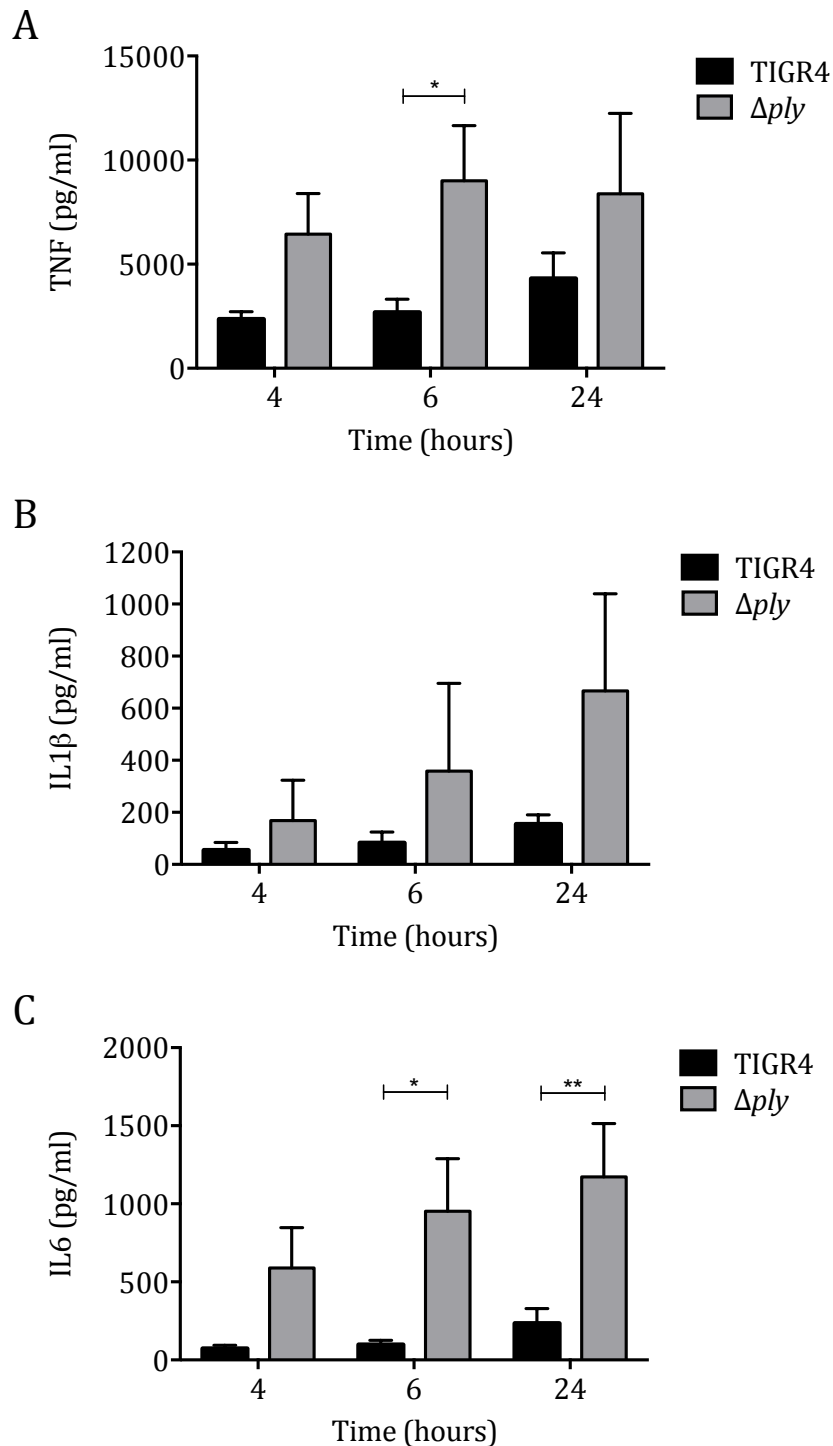 A
TNF (pg/ml)
15000
10000
5000
0
*
TIGR4
Δply
4 6 24
Time (hours)
B
IL1β (pg/ml)
1200
1000
800
600
400
200
0
TIGR4
Δply
4 6 24
Time (hours)
C
IL6 (pg/ml)
2000
1500
1000
500
0
* **
TIGR4
Δply
4 6 24
Time (hours)